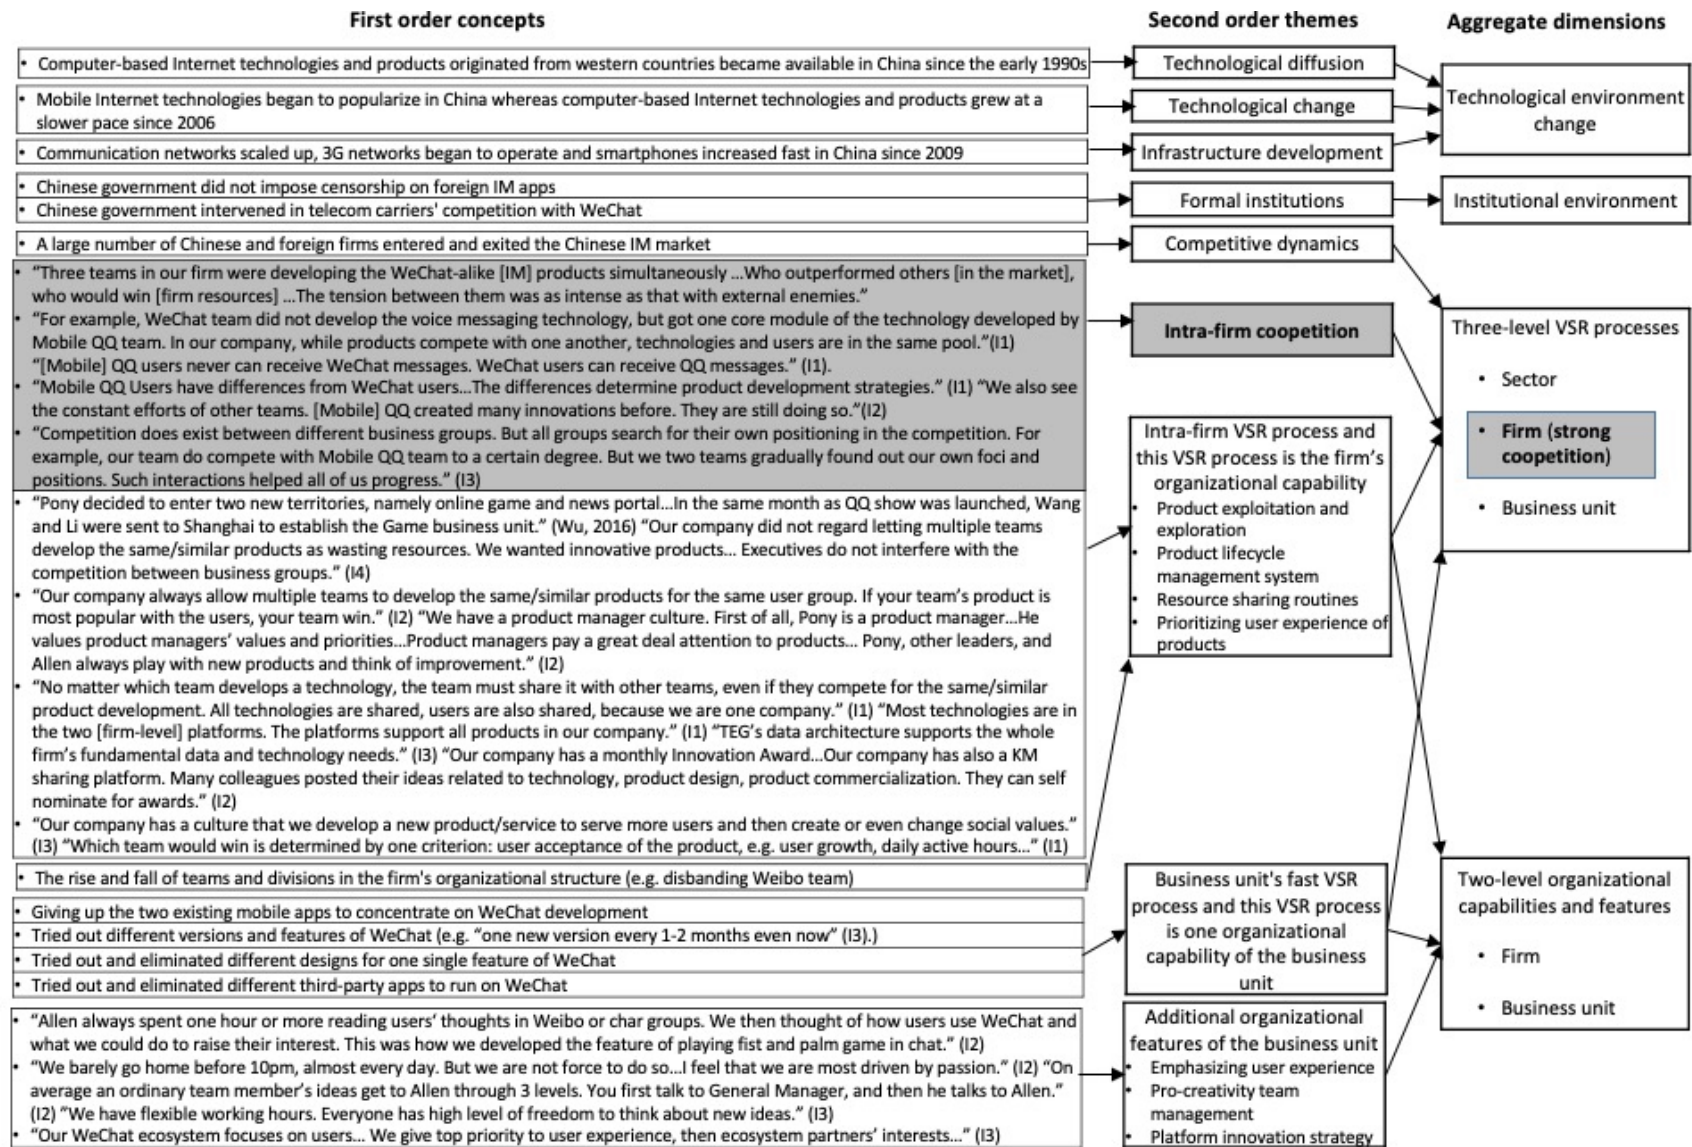 First order concepts
Second order themes
Aggregate dimensions
• Computer-based Internet technologies and products originated from western countries became available in China since the early 1990s
• Mobile Internet technologies began to popularize in China whereas computer-based Internet technologies and products grew at a
slower pace since 2006
• Communication networks scaled up, 3G networks began to operate and smartphones increased fast in China since 2009
• Chinese government did not impose censorship on foreign IM apps
• Chinese government intervened in telecom carriers' competition with WeChat
• A large number of Chinese and foreign firms entered and exited the Chinese IM market
• “Three teams in our firm were developing the WeChat-alike [IM] products simultaneously ...Who outperformed others [in the market],
who would win [firm resources] ...The tension between them was as intense as that with external enemies.”
• “For example, WeChat team did not develop the voice messaging technology, but got one core module of the technology developed by
Mobile QQ team. In our company, while products compete with one another, technologies and users are in the same pool.”(I1)
“[Mobile] QQ users never can receive WeChat messages. WeChat users can receive QQ messages.” (I1).
• “Mobile QQ Users have differences from WeChat users...The differences determine product development strategies.” (I1) “We also see
the constant efforts of other teams. [Mobile] QQ created many innovations before. They are still doing so.”(I2)
• “Competition does exist between different business groups. But all groups search for their own positioning in the competition. For
example, our team do compete with Mobile QQ team to a certain degree. But we two teams gradually found out our own foci and
positions. Such interactions helped all of us progress.” (I3)
• “Pony decided to enter two new territories, namely online game and news portal...In the same month as QQ show was launched, Wang
and Li were sent to Shanghai to establish the Game business unit.” (Wu, 2016) “Our company did not regard letting multiple teams
develop the same/similar products as wasting resources. We wanted innovative products... Executives do not interfere with the
competition between business groups.” (I4)
• “Our company always allow multiple teams to develop the same/similar products for the same user group. If your team’s product is
most popular with the users, your team win.” (I2) “We have a product manager culture. First of all, Pony is a product manager...He
values product managers’ values and priorities...Product managers pay a great deal attention to products... Pony, other leaders, and
Allen always play with new products and think of improvement.” (I2)
• “No matter which team develops a technology, the team must share it with other teams, even if they compete for the same/similar
product development. All technologies are shared, users are also shared, because we are one company.” (I1) “Most technologies are in
the two [firm-level] platforms. The platforms support all products in our company.” (I1) “TEG’s data architecture supports the whole
firm’s fundamental data and technology needs.” (I3) “Our company has a monthly Innovation Award...Our company has also a KM
sharing platform. Many colleagues posted their ideas related to technology, product design, product commercialization. They can self
nominate for awards.” (I2)
• “Our company has a culture that we develop a new product/service to serve more users and then create or even change social values.”
(I3) “Which team would win is determined by one criterion: user acceptance of the product, e.g. user growth, daily active hours...” (I1)
• The rise and fall of teams and divisions in the firm's organizational structure (e.g. disbanding Weibo team)
• Giving up the two existing mobile apps to concentrate on WeChat development
• Tried out different versions and features of WeChat (e.g. “one new version every 1-2 months even now” (I3).)
• Tried out and eliminated different designs for one single feature of WeChat
• Tried out and eliminated different third-party apps to run on WeChat
• “Allen always spent one hour or more reading users‘ thoughts in Weibo or char groups. We then thought of how users use WeChat and
what we could do to raise their interest. This was how we developed the feature of playing fist and palm game in chat.” (I2)
• “We barely go home before 10pm, almost every day. But we are not force to do so...I feel that we are most driven by passion.” (I2) “On
average an ordinary team member’s ideas get to Allen through 3 levels. You first talk to General Manager, and then he talks to Allen.”
(I2) “We have flexible working hours. Everyone has high level of freedom to think about new ideas.” (I3)
• “Our WeChat ecosystem focuses on users... We give top priority to user experience, then ecosystem partners’ interests...” (I3)
Technological diffusion
Technological change
Infrastructure development
Formal institutions
Competitive dynamics
Intra-firm coopetition
Intra-firm VSR process and
this VSR process is the firm’s
organizational capability
• Product exploitation and
exploration
• Product lifecycle
management system
• Resource sharing routines
• Prioritizing user experience of
products
Business unit's fast VSR
process and this VSR process
is one organizational
capability of the business
unit
Additional organizational
features of the business unit
• Emphasizing user experience
• Pro-creativity team
management
• Platform innovation strategy
Technological environment
change
Institutional environment
Three-level VSR processes
• Sector
• Firm (strong
coopetition)
• Business unit
Two-level organizational
capabilities and features
• Firm
• Business unit